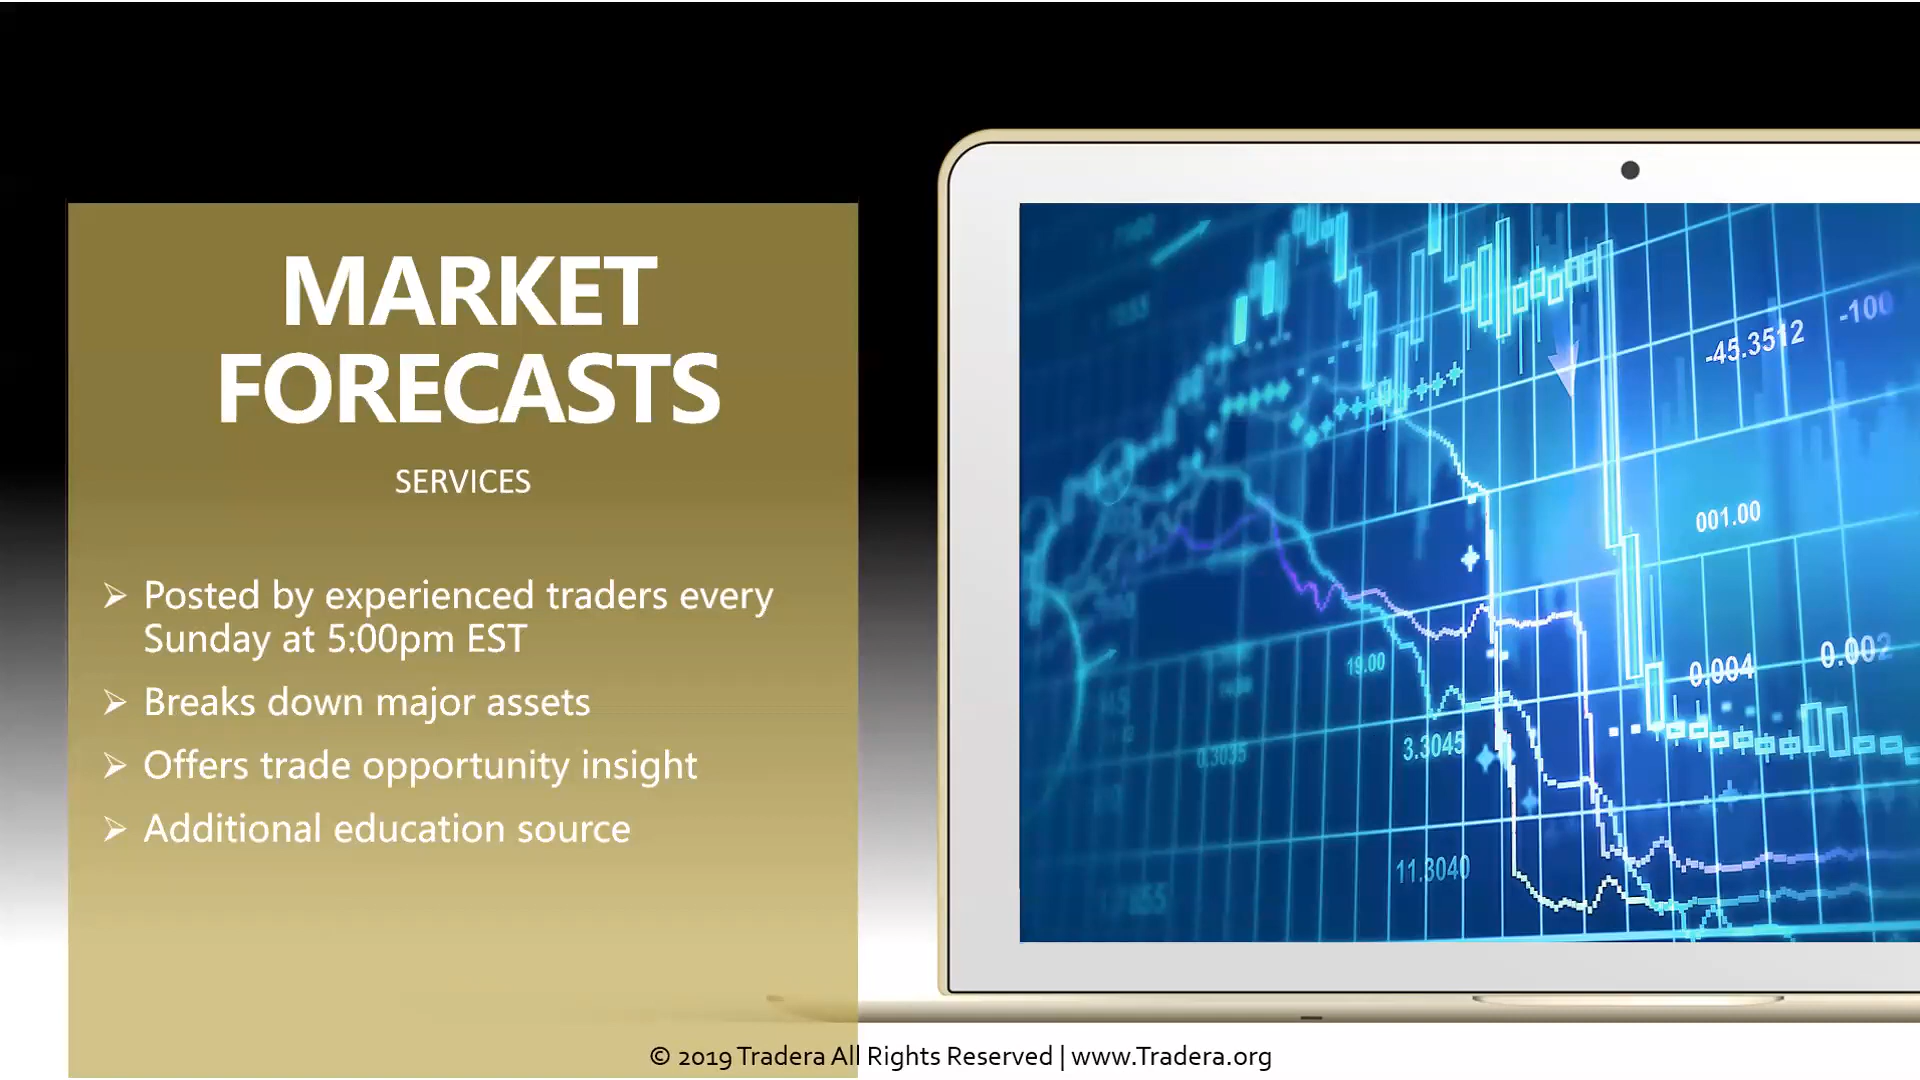 MARKET
FORECASTS
SERVICES
➢ Posted by experienced traders every
Sunday at 5:00pm EST
➢ Breaks down major assets
➢ Offers trade opportunity insight
➢ Additional education source
-45.3512
-100
001.00
0.004
0.002
19.00
3.3045
0.3035
11.3040
© 2019 Tradera All Rights Reserved | www.Tradera.org